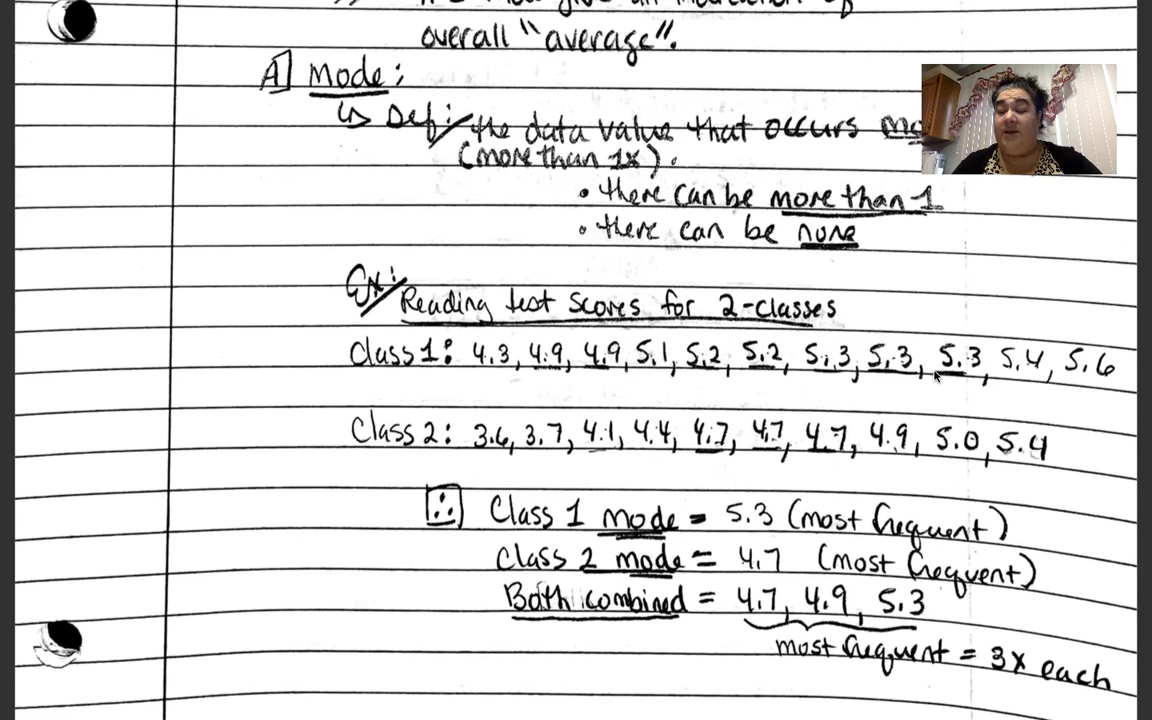 overall "average".
A] Mode:
↳ Def:/ the data value that occurs
(more than 1x).
• there can be more than 1
• there can be none
Ex:/ Reading test scores for 2-classes
Class 1: 4.3, 4.9, 4.9, 5.1, 5.2, 5.2, 5.3, 5.3, 5.3, 5.4, 5.6
Class 2: 3.6, 3.7, 4.1, 4.4, 4.7, 4.7, 4.7, 4.9, 5.0, 5.4
∴ Class 1 mode = 5.3 (most frequent)
Class 2 mode = 4.7 (most frequent)
Both combined = 4.7, 4.9, 5.3
most frequent = 3x each